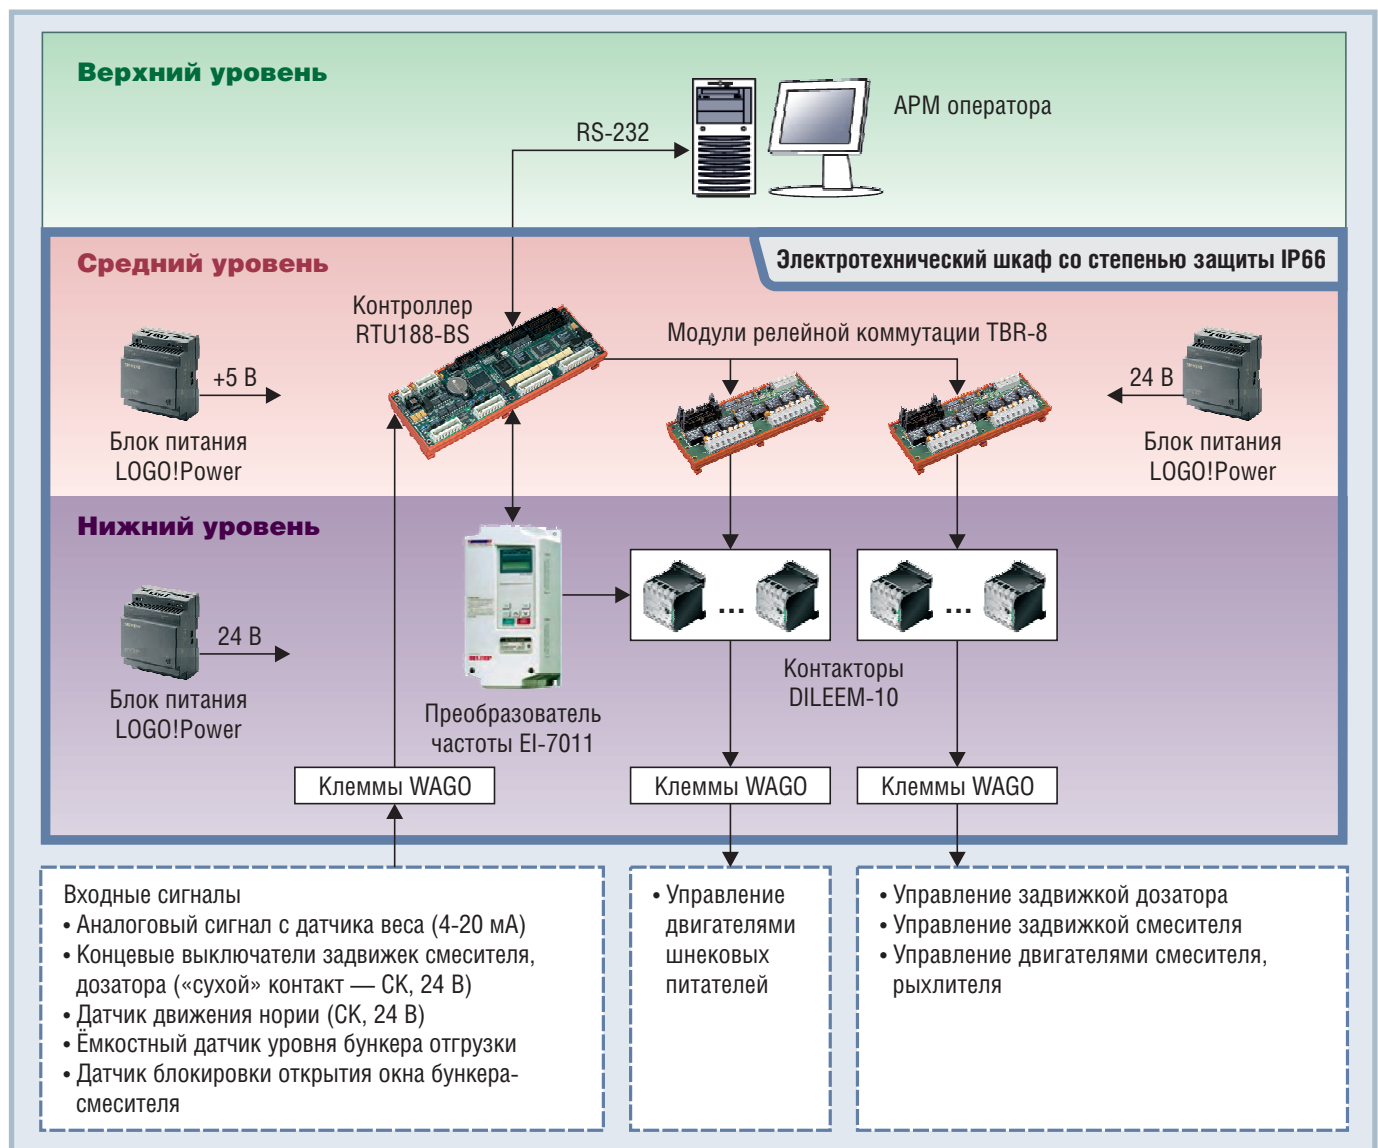 Верхний уровень
АРМ оператора
RS-232
Средний уровень
Электротехнический шкаф со степенью защиты IP66
Контроллер
RTU188-BS
Модули релейной коммутации TBR-8
+5 В
24 В
Блок питания
LOGO!Power
Блок питания
LOGO!Power
Нижний уровень
24 В
Блок питания
LOGO!Power
Преобразователь
частоты EI-7011
...
...
Контакторы
DILEEM-10
Клеммы WAGO
Клеммы WAGO
Клеммы WAGO
Входные сигналы
• Аналоговый сигнал с датчика веса (4-20 мА)
• Концевые выключатели задвижек смесителя,
дозатора («сухой» контакт — СК, 24 В)
• Датчик движения нории (СК, 24 В)
• Ёмкостный датчик уровня бункера отгрузки
• Датчик блокировки открытия окна бункера-
смесителя
• Управление
двигателями
шнековых
питателей
• Управление задвижкой дозатора
• Управление задвижкой смесителя
• Управление двигателями смесителя,
рыхлителя